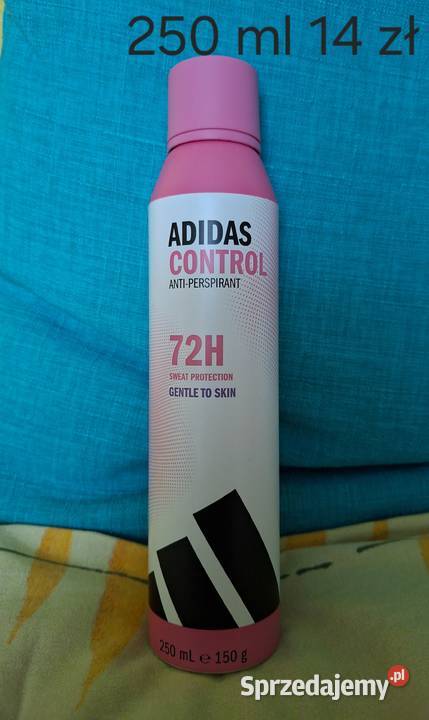 250 ml 14 zł
ADIDAS
CONTROL
ANTI-PERSPIRANT
72H
SWEAT PROTECTION
GENTLE TO SKIN
250 mL ℮ 150 g
Sprzedajemy.pl